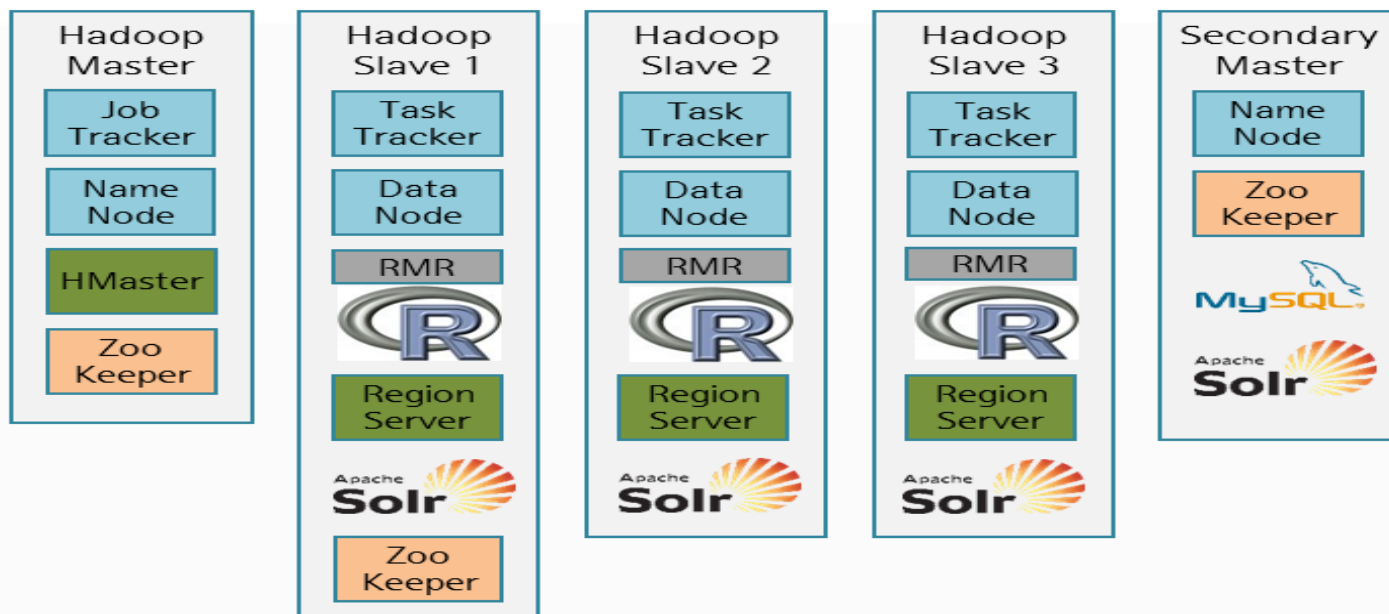 Hadoop
Master
Job
Tracker
Name
Node
HMaster
Zoo
Keeper
Hadoop
Slave 1
Task
Tracker
Data
Node
RMR
R
Region
Server
Apache
Solr
Zoo
Keeper
Hadoop
Slave 2
Task
Tracker
Data
Node
RMR
R
Region
Server
Apache
Solr
Hadoop
Slave 3
Task
Tracker
Data
Node
RMR
R
Region
Server
Apache
Solr
Secondary
Master
Name
Node
Zoo
Keeper
MySQL
Apache
Solr